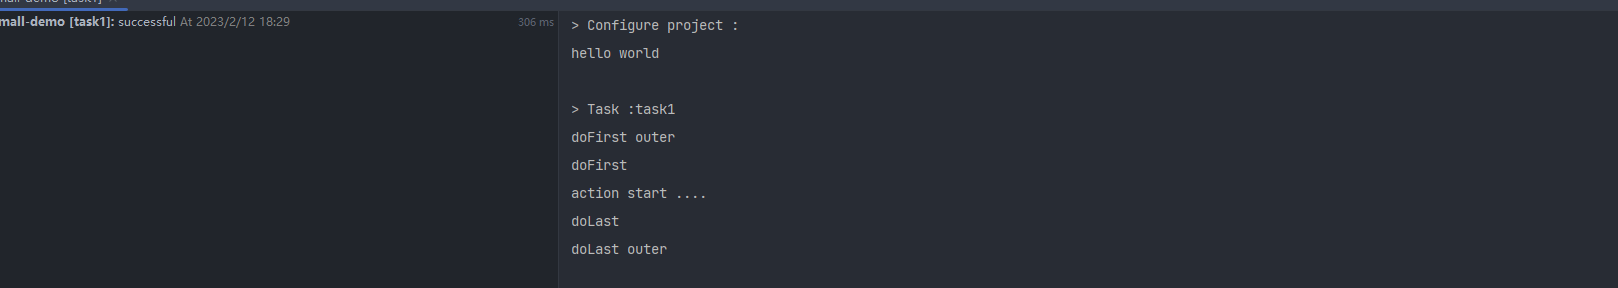 mall-demo [task1]: successful At 2023/2/12 18:29 306 ms
> Configure project :
hello world
> Task :task1
doFirst outer
doFirst
action start ....
doLast
doLast outer